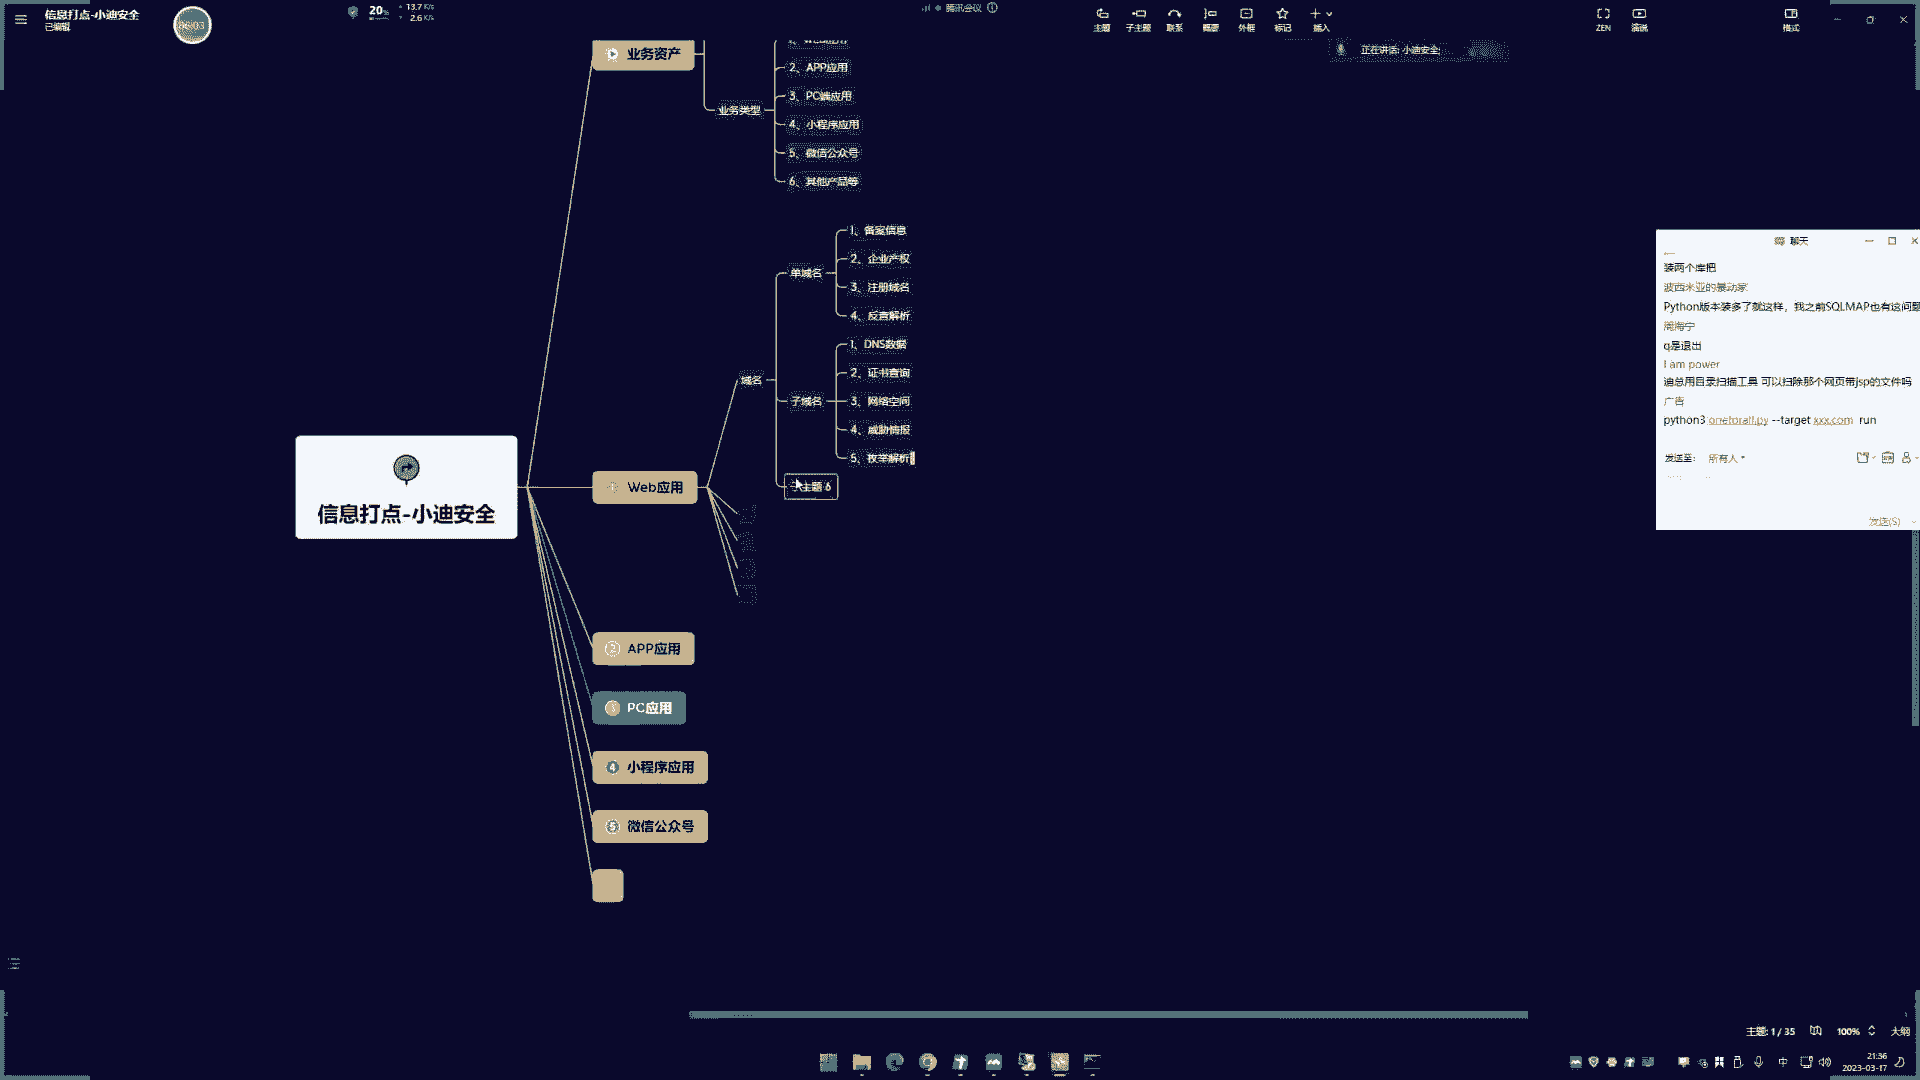 信息打点-小迪安全
已编辑
20%
13.7 K/s
2.6 K/s
腾讯会议
主题
子主题
联系
概要
外框
标记
插入
ZEN
演说
格式
正在讲话: 小迪安全;
业务资产
业务类型
2、APP应用
3、PC端应用
4、小程序应用
5、微信公众号
6、其他产品等
信息打点-小迪安全
Web应用
域名
单域名
1、备案信息
2、企业产权
3、注册域名
4、反查解析
子域名
1、DNS数据
2、证书查询
3、网络空间
4、威胁情报
5、枚举解析
子主题 6
2 APP应用
3 PC应用
4 小程序应用
5 微信公众号
聊天
装两个库把
波西米亚的暴动家
Python版本装多了就这样，我之前SQLMAP也有这问题
周海宁
q是退出
I am power
迪总用目录扫描工具 可以扫除那个网页带jsp的文件吗
广告
python3 oneforall.py --target xxx.com run
发送至: 所有人
发送(S)
主题: 1 / 35
100%
大纲
中
21:36
2023-03-17